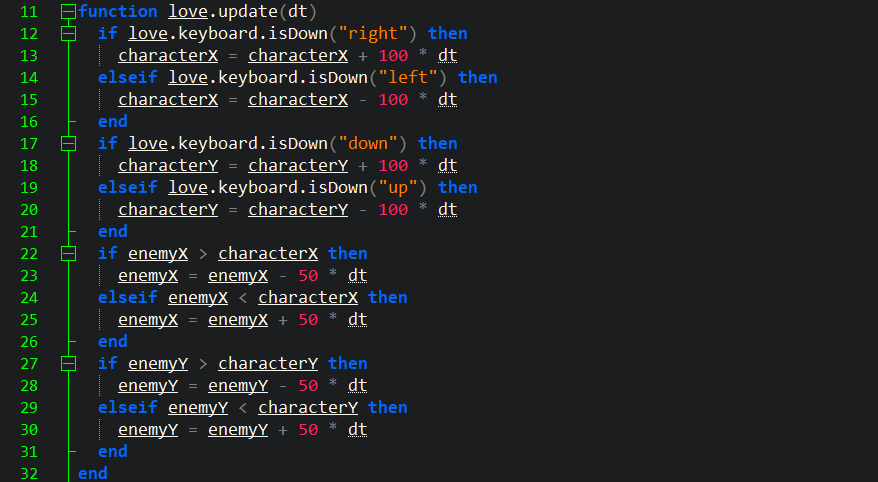 11 function love.update(dt)
12   if love.keyboard.isDown("right") then
13     characterX = characterX + 100 * dt
14   elseif love.keyboard.isDown("left") then
15     characterX = characterX - 100 * dt
16   end
17   if love.keyboard.isDown("down") then
18     characterY = characterY + 100 * dt
19   elseif love.keyboard.isDown("up") then
20     characterY = characterY - 100 * dt
21   end
22   if enemyX > characterX then
23     enemyX = enemyX - 50 * dt
24   elseif enemyX < characterX then
25     enemyX = enemyX + 50 * dt
26   end
27   if enemyY > characterY then
28     enemyY = enemyY - 50 * dt
29   elseif enemyY < characterY then
30     enemyY = enemyY + 50 * dt
31   end
32 end